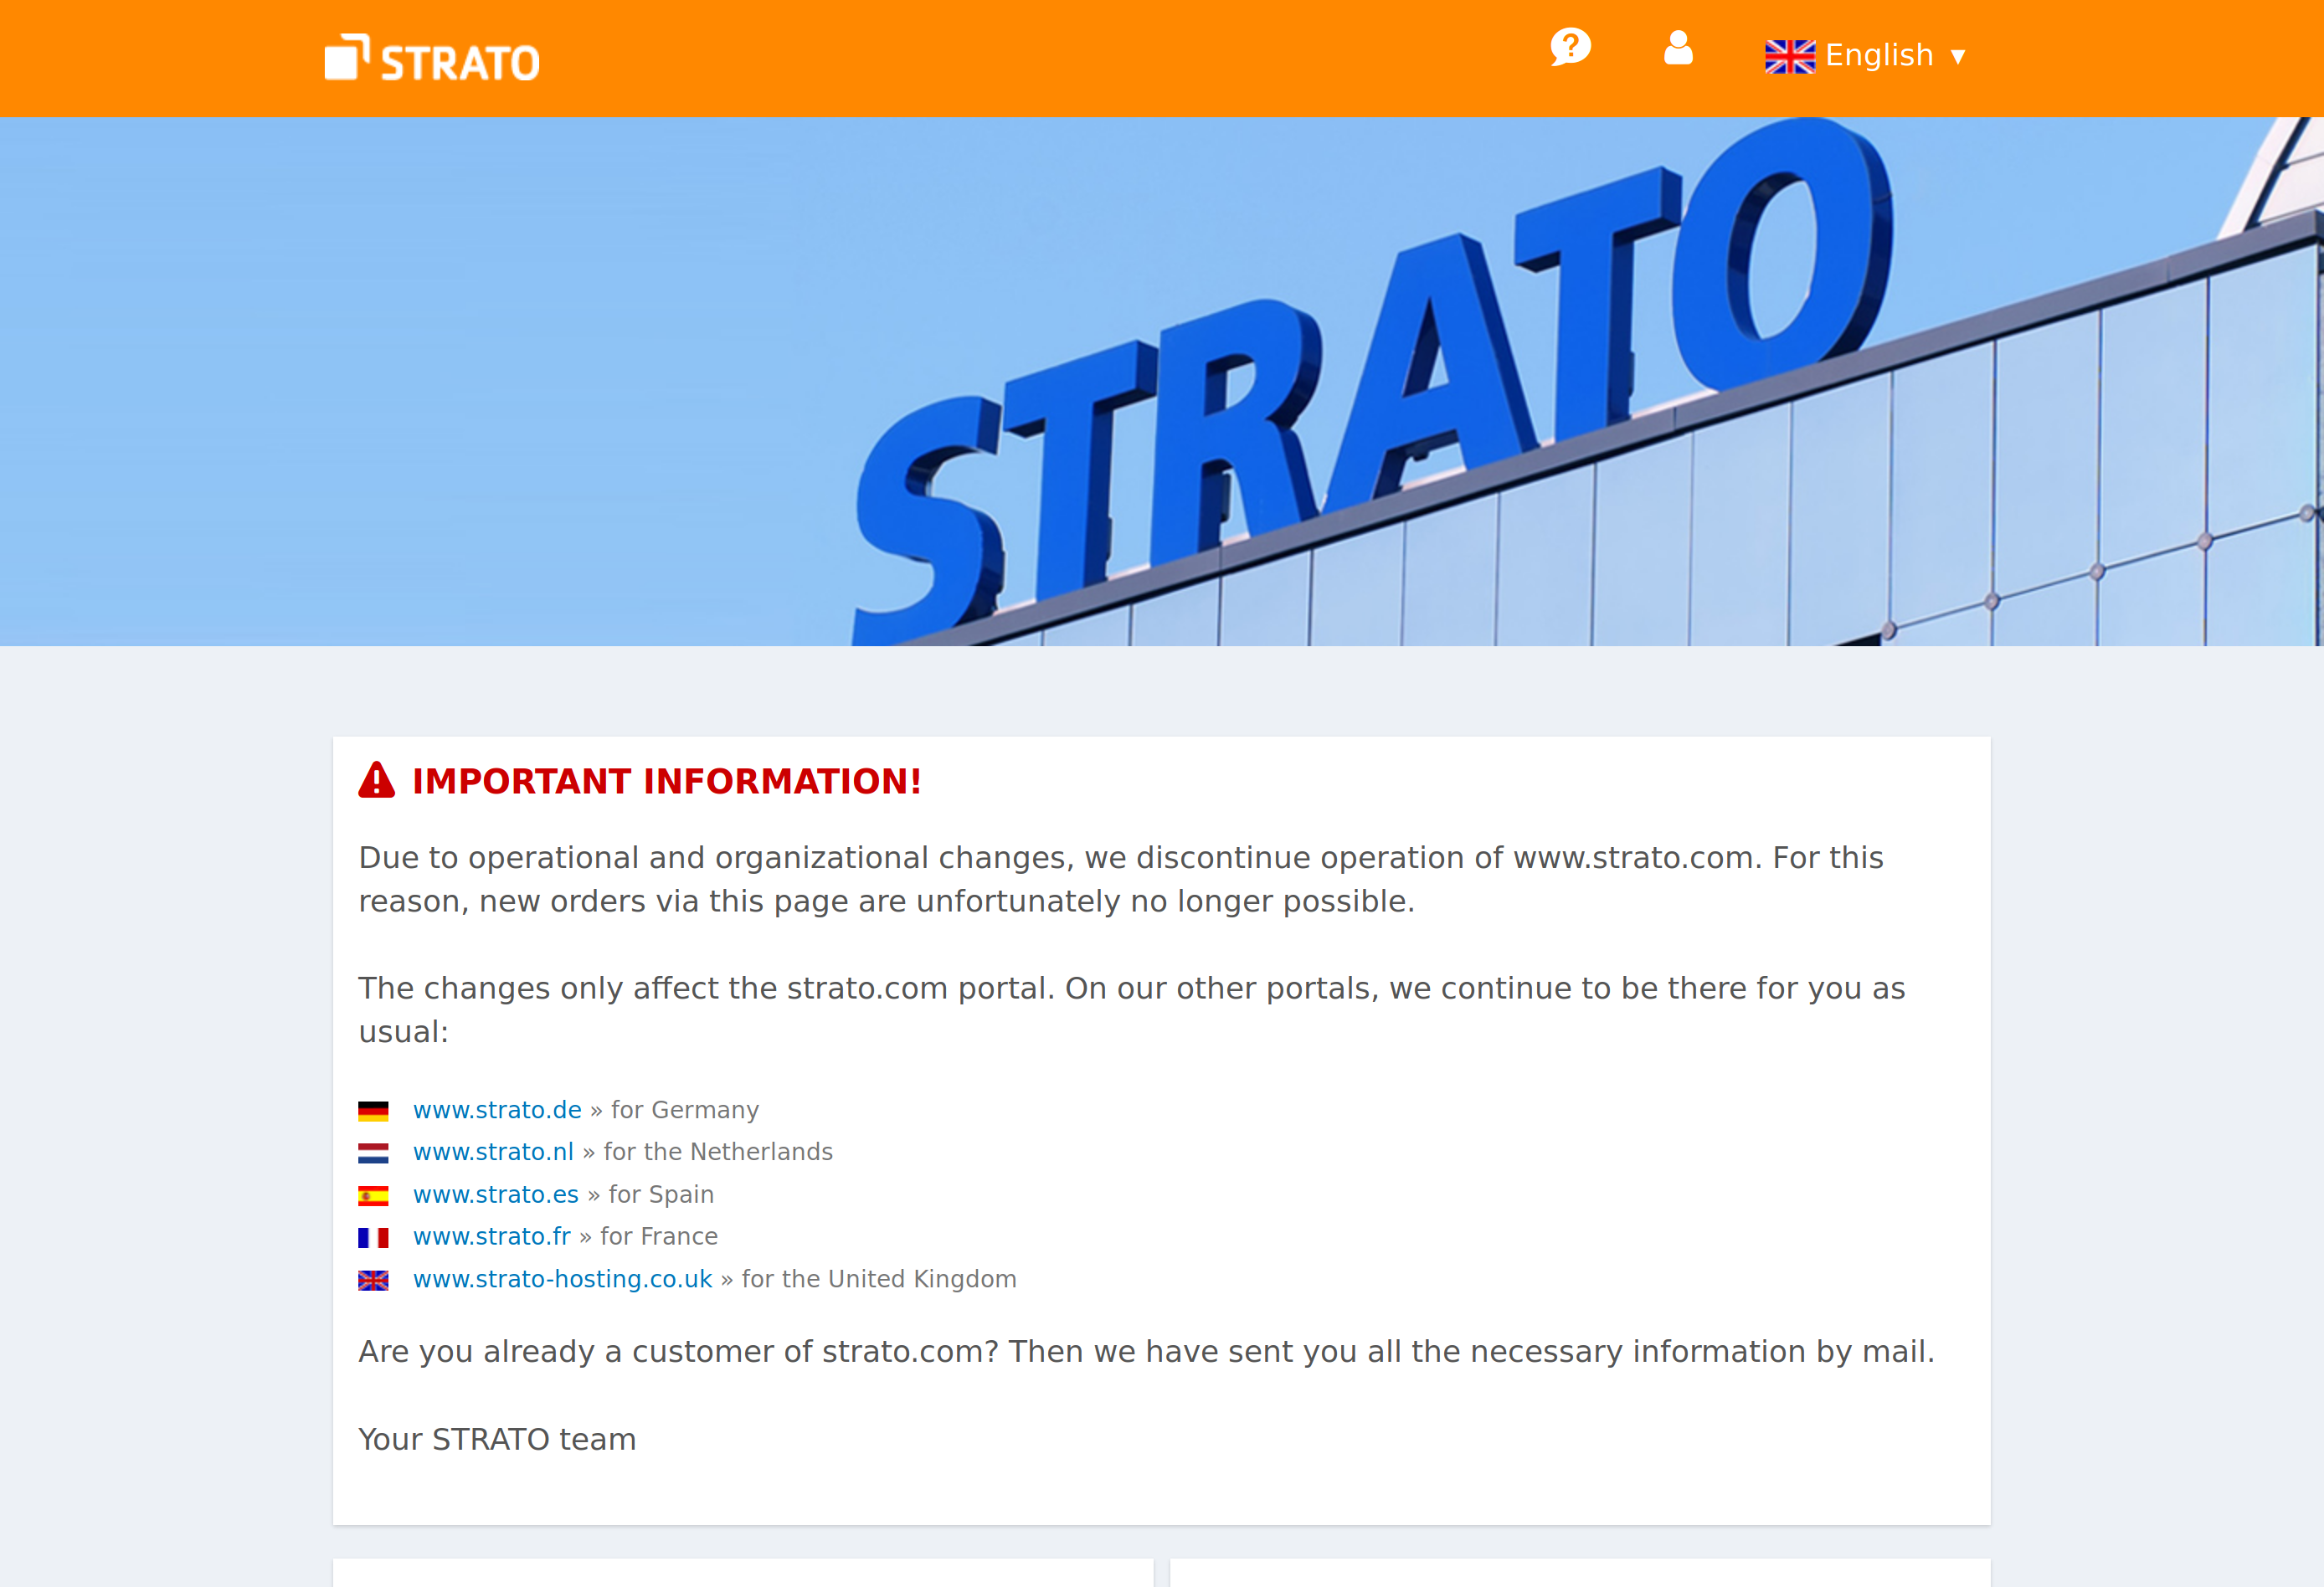 STRATO
English ▼
STRATO
IMPORTANT INFORMATION!
Due to operational and organizational changes, we discontinue operation of www.strato.com. For this
reason, new orders via this page are unfortunately no longer possible.
The changes only affect the strato.com portal. On our other portals, we continue to be there for you as
usual:
www.strato.de » for Germany
www.strato.nl » for the Netherlands
www.strato.es » for Spain
www.strato.fr » for France
www.strato-hosting.co.uk » for the United Kingdom
Are you already a customer of strato.com? Then we have sent you all the necessary information by mail.
Your STRATO team